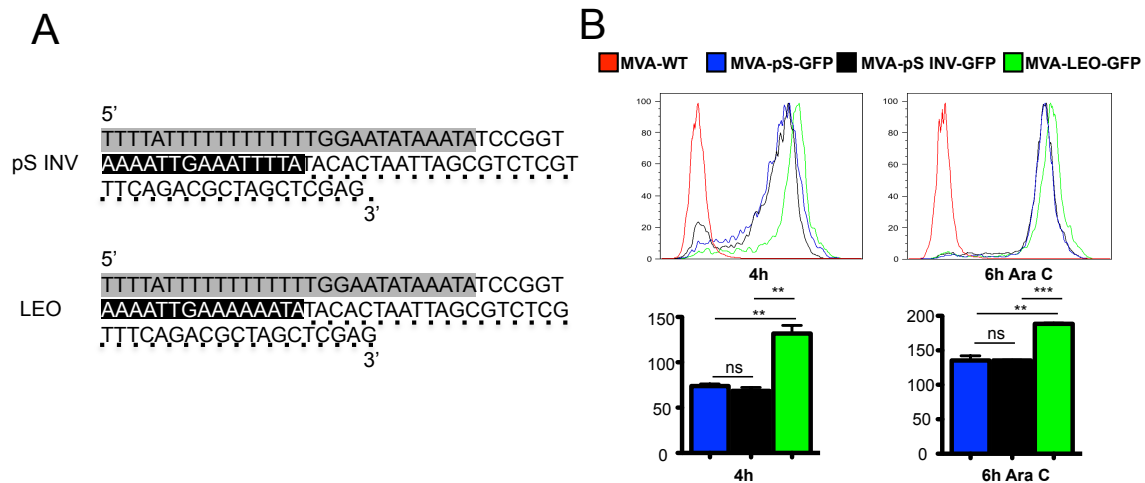 A
5'
TTTTATTTTTTTTTTTTGGAATATAAATATCCGGT
pS INV
AAAATTGAAATTTTATACACTAATTAGCGTCTCGT
TTCAGACGCTAGCTCGAG
3'
5'
TTTTATTTTTTTTTTTTGGAATATAAATATCCGGT
LEO
AAAATTGAAAAAATATACACTAATTAGCGTCTCG
TTTCAGACGCTAGCTCGAG
3'
B
MVA-WT MVA-pS-GFP MVA-pS INV-GFP MVA-LEO-GFP
100
80
60
40
20
0
4h
100
80
60
40
20
0
6h Ara C
150
100
50
0
ns
**
**
4h
200
150
100
50
0
ns
**
***
6h Ara C